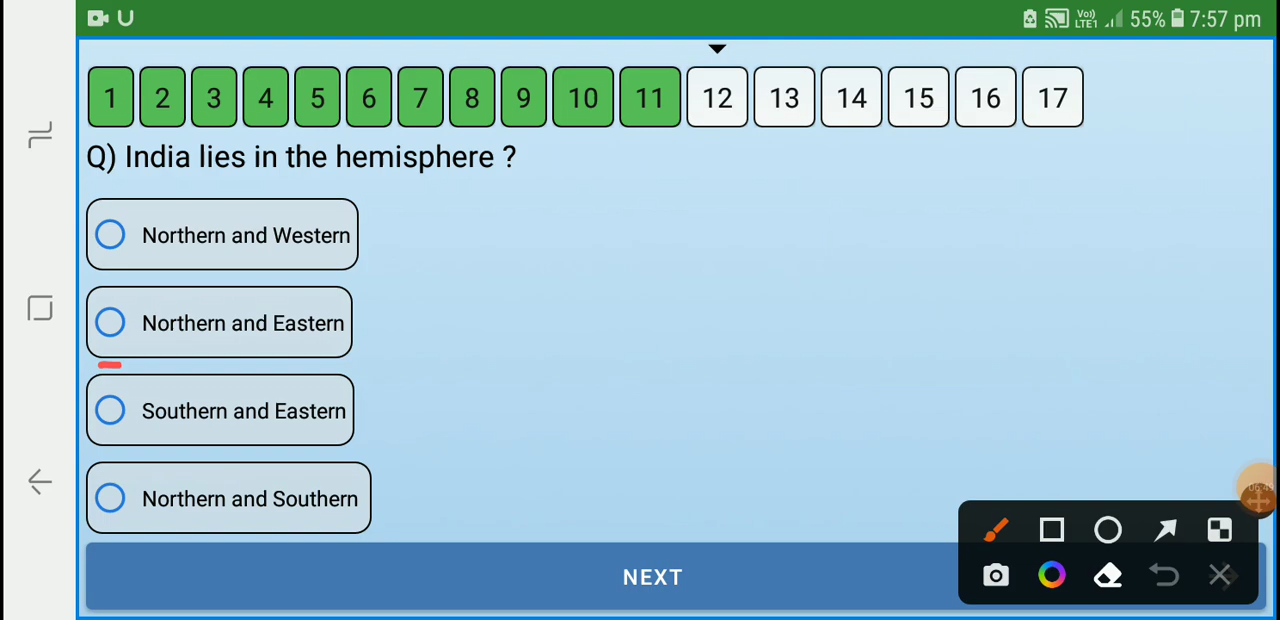 Vo)) LTE1 55% 7:57 pm
1 2 3 4 5 6 7 8 9 10 11 12 13 14 15 16 17
Q) India lies in the hemisphere ?
Northern and Western
Northern and Eastern
Southern and Eastern
Northern and Southern
NEXT